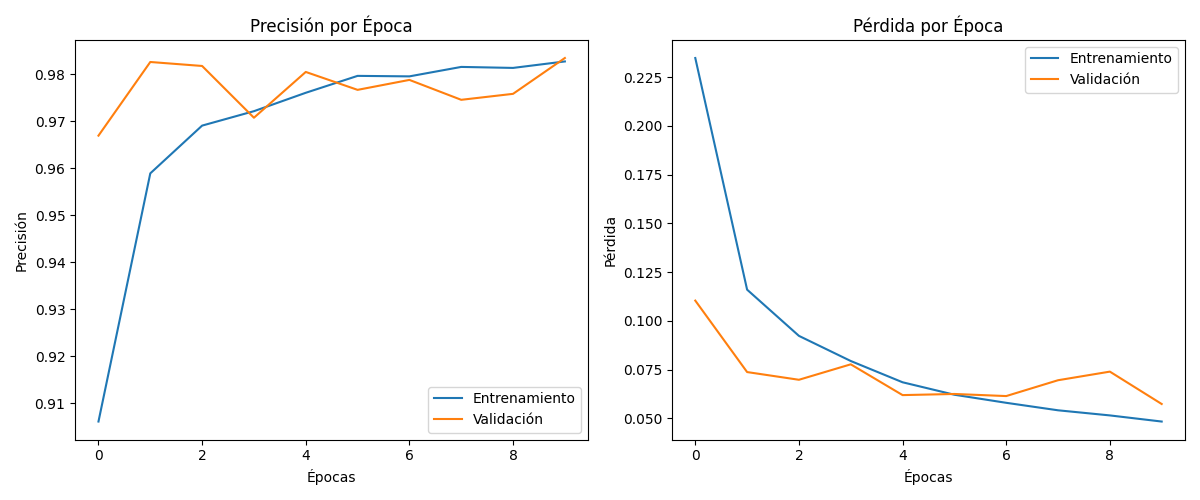 Precisión por Época
Precisión
0.98
0.97
0.96
0.95
0.94
0.93
0.92
0.91
0
2
4
6
8
Épocas
Entrenamiento
Validación
Pérdida por Época
Pérdida
0.225
0.200
0.175
0.150
0.125
0.100
0.075
0.050
0
2
4
6
8
Épocas
Entrenamiento
Validación